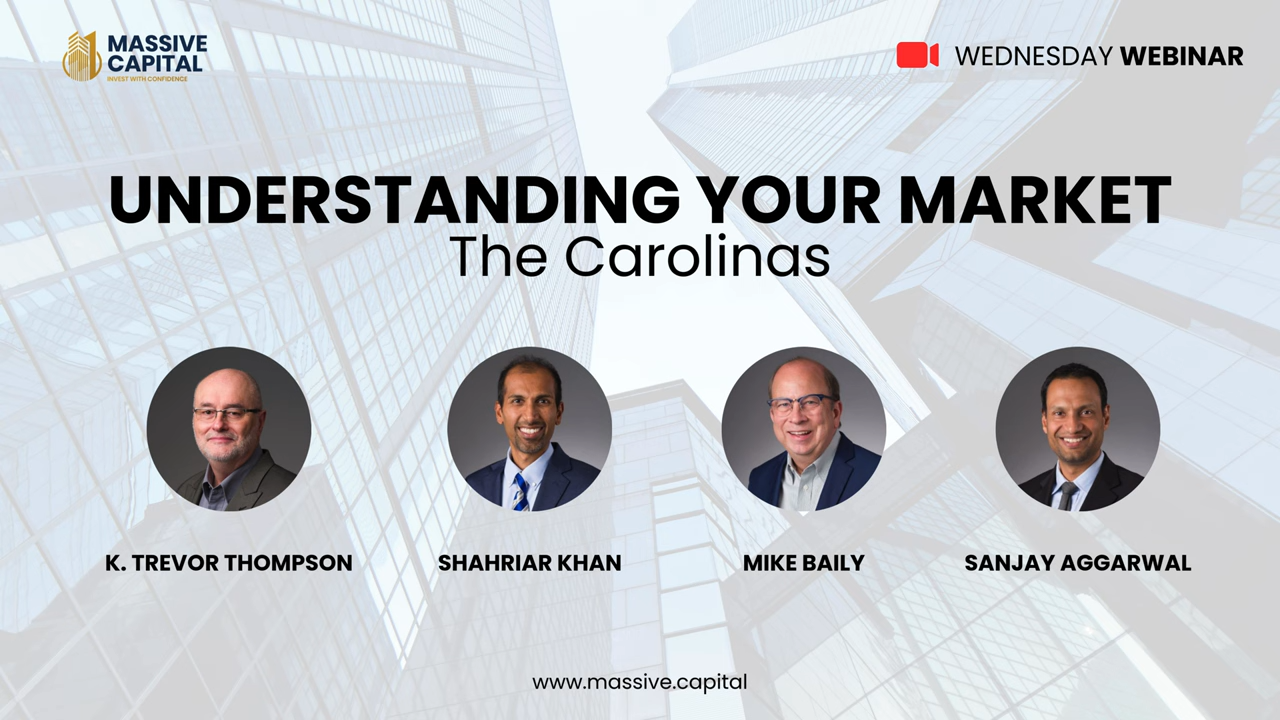 MASSIVE
CAPITAL
INVEST WITH CONFIDENCE
WEDNESDAY WEBINAR
UNDERSTANDING YOUR MARKET
The Carolinas
K. TREVOR THOMPSON
SHAHRIAR KHAN
MIKE BAILY
SANJAY AGGARWAL
www.massive.capital